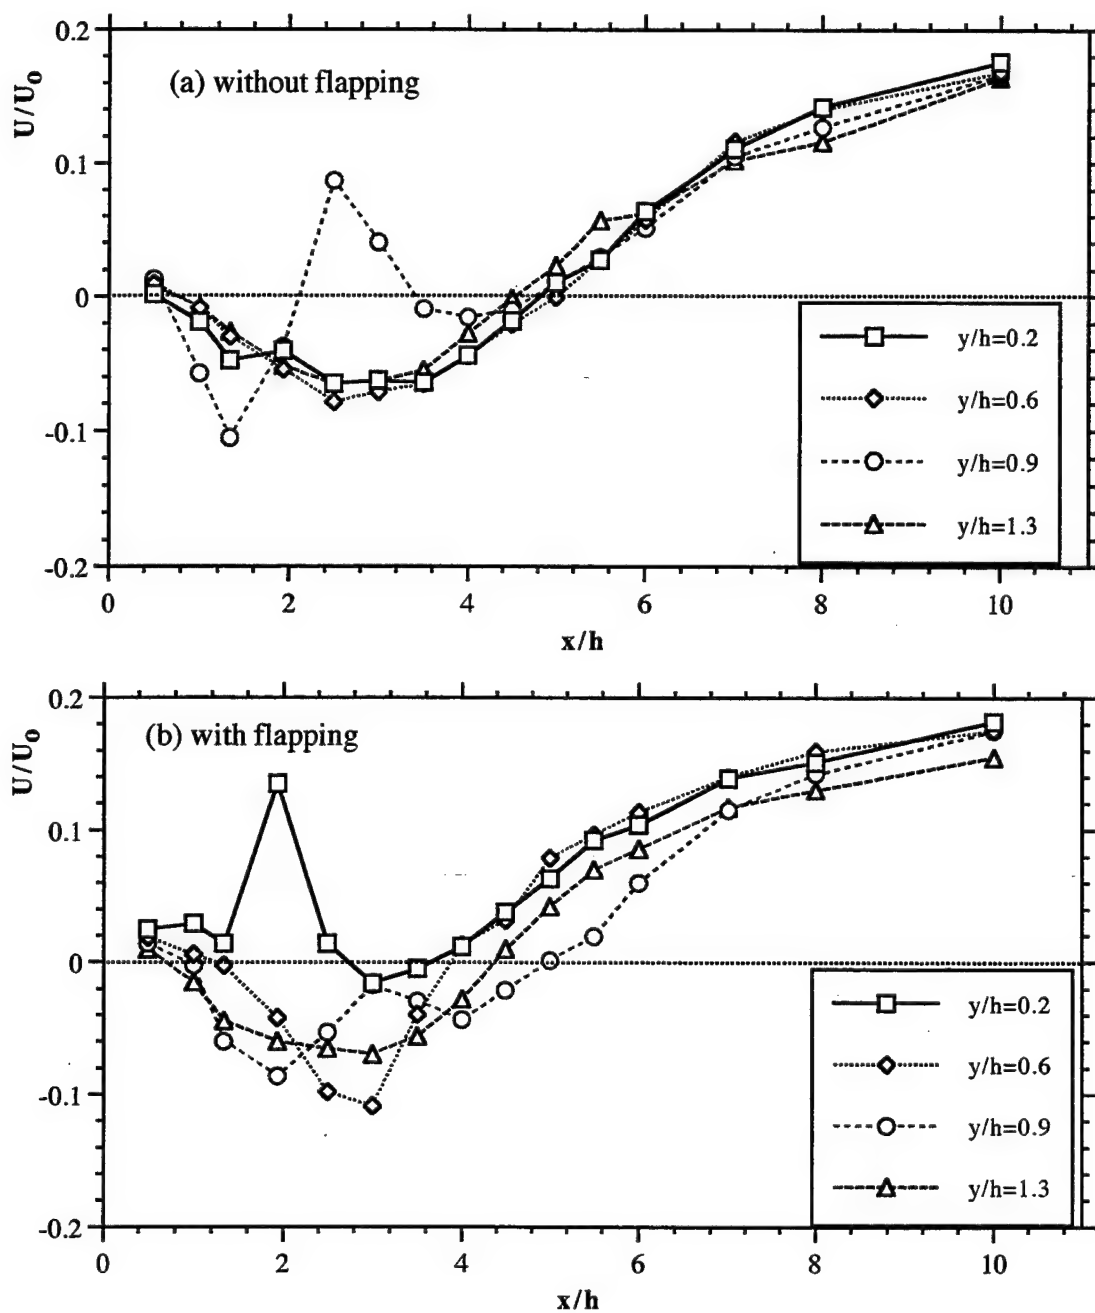 0.2
(a) without flapping
U/U0
0.1
0
y/h=0.2
y/h=0.6
-0.1
y/h=0.9
y/h=1.3
-0.2
0 2 4 6 8 10
x/h
0.2
(b) with flapping
U/U0
0.1
0
y/h=0.2
y/h=0.6
-0.1
y/h=0.9
y/h=1.3
-0.2
0 2 4 6 8 10
x/h